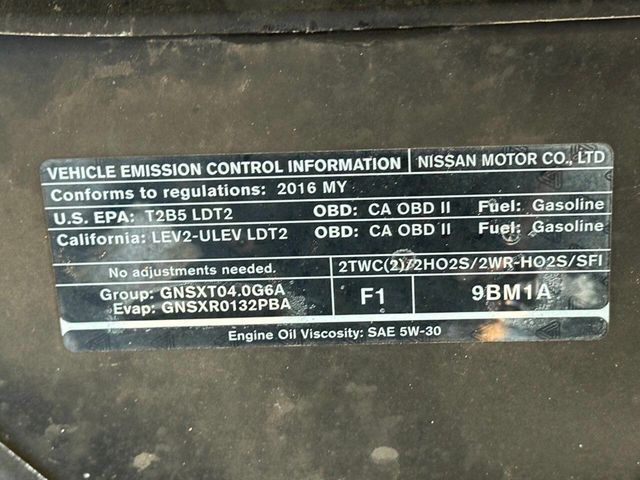 VEHICLE EMISSION CONTROL INFORMATION NISSAN MOTOR CO., LTD
Conforms to regulations: 2016 MY
U.S. EPA: T2B5 LDT2 OBD: CA OBD II Fuel: Gasoline
California: LEV2-ULEV LDT2 OBD: CA OBD II Fuel: Gasoline
No adjustments needed. 2TWC(2)/2HO2S/2WR-HO2S/SFI
Group: GNSXT04.0G6A F1 9BM1A
Evap: GNSXR0132PBA
Engine Oil Viscosity: SAE 5W-30